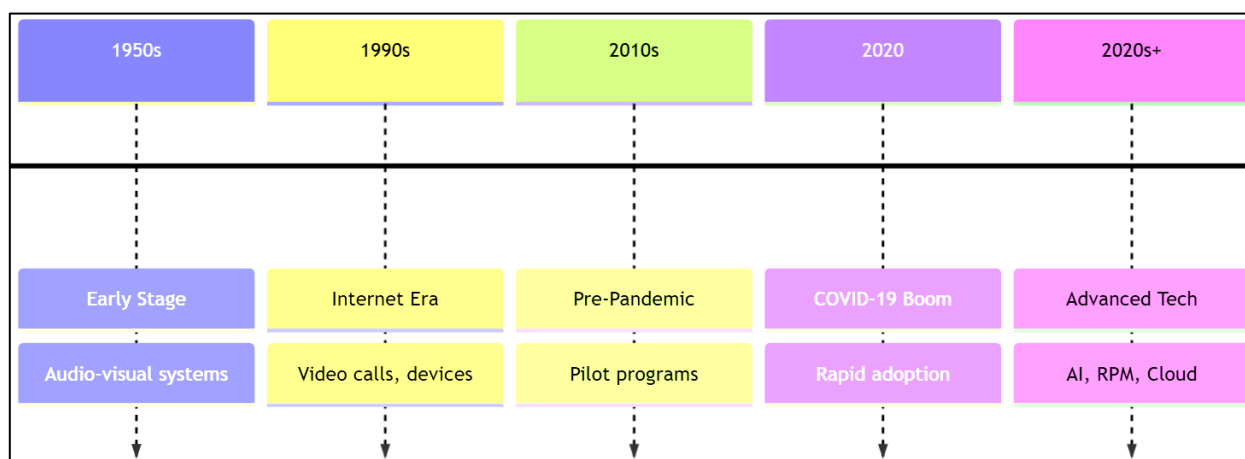 1950s
1990s
2010s
2020
2020s+
Early Stage
Internet Era
Pre-Pandemic
COVID-19 Boom
Advanced Tech
Audio-visual systems
Video calls, devices
Pilot programs
Rapid adoption
AI, RPM, Cloud